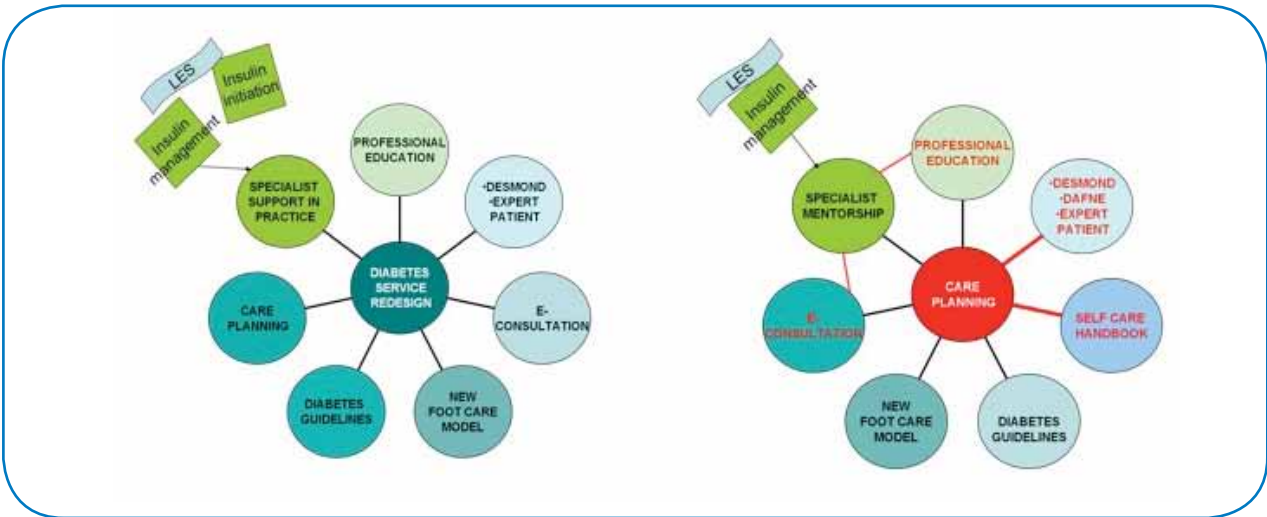 LES
Insulin
initiation
Insulin
management
SPECIALIST
SUPPORT IN
PRACTICE
PROFESSIONAL
EDUCATION
•DESMOND
•EXPERT
PATIENT
DIABETES
SERVICE
REDESIGN
CARE
PLANNING
E-
CONSULTATION
DIABETES
GUIDELINES
NEW
FOOT CARE
MODEL
LES
Insulin
management
SPECIALIST
MENTORSHIP
PROFESSIONAL
EDUCATION
•DESMOND
•DAFNE
•EXPERT
PATIENT
CARE
PLANNING
E-
CONSULTATION
SELF CARE
HANDBOOK
NEW
FOOT CARE
MODEL
DIABETES
GUIDELINES